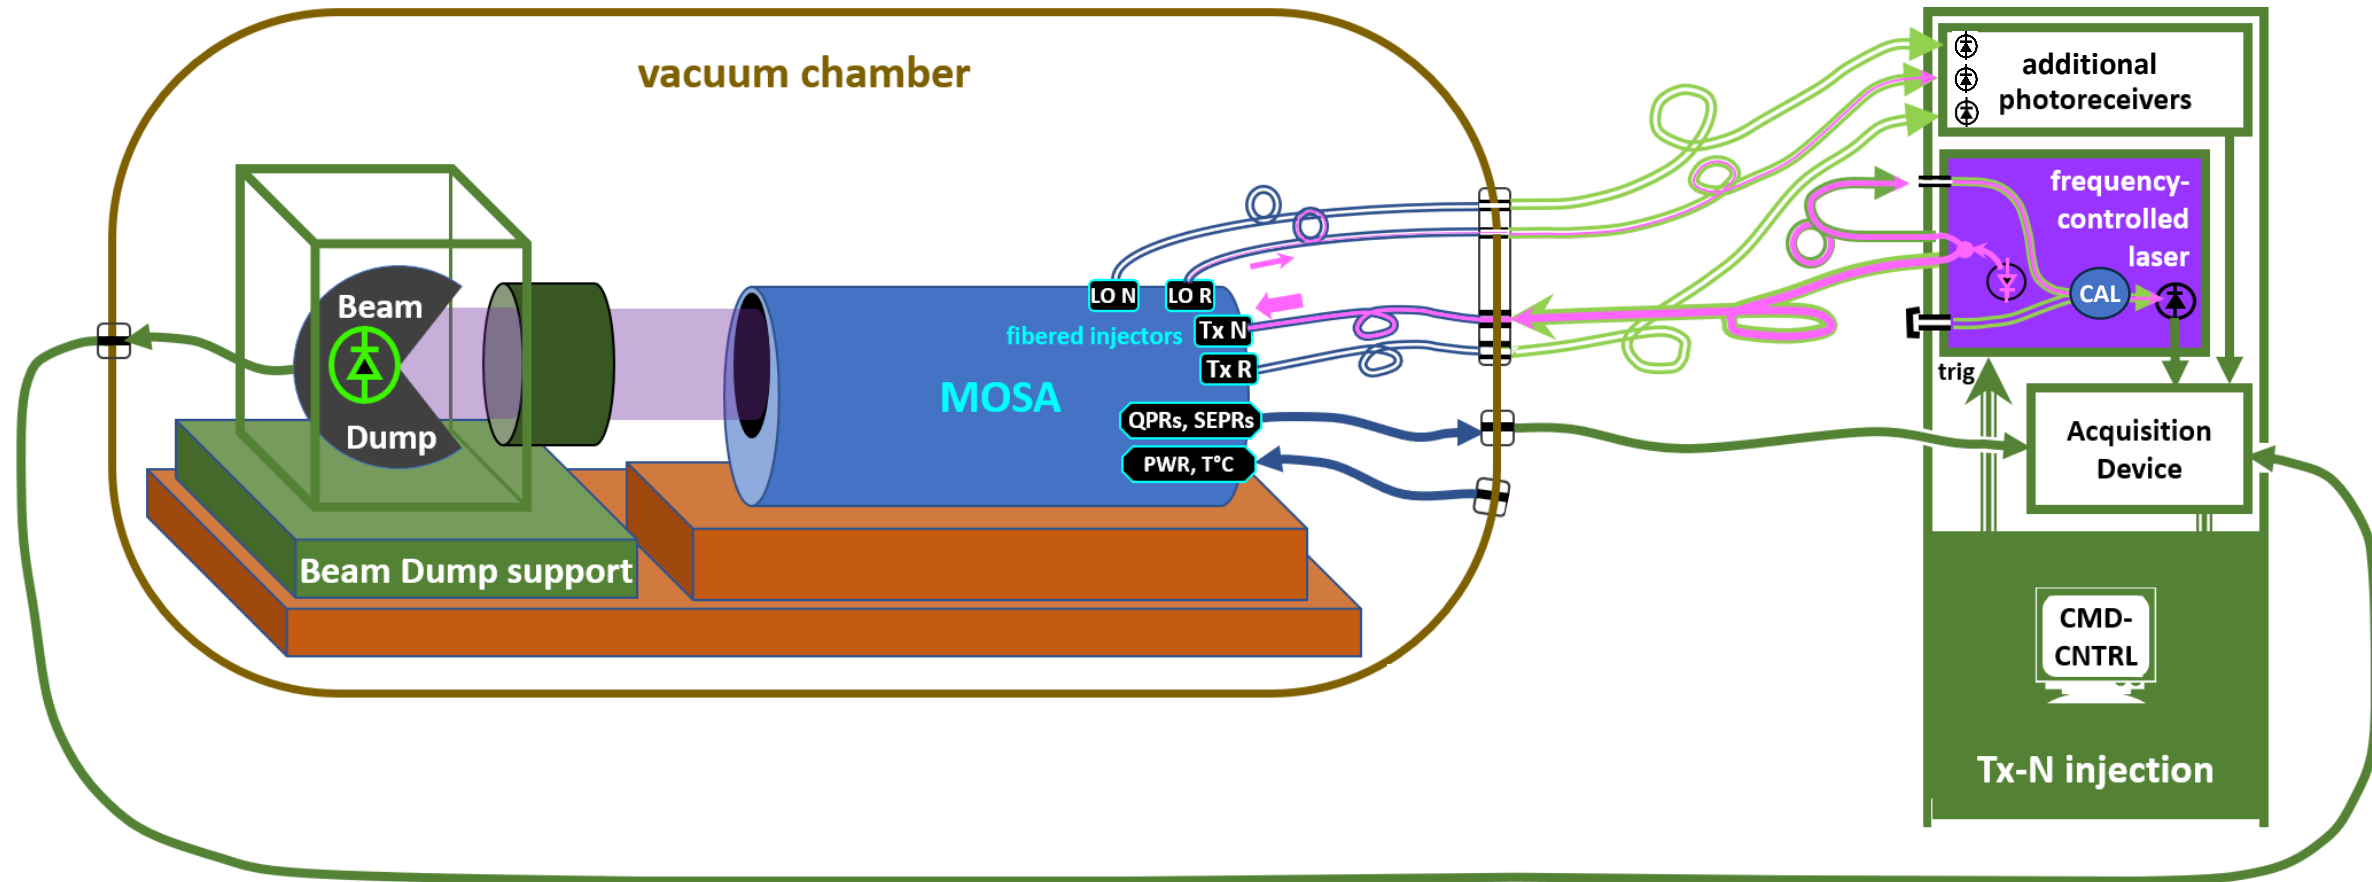 vacuum chamber
additional
photoreceivers
frequency-
controlled
laser
CAL
trig
Acquisition
Device
CMD-
CNTRL
Tx-N injection
Beam
Dump
Beam Dump support
MOSA
fibered injectors
LO N
LO R
Tx N
Tx R
QPRs, SEPRs
PWR, T°C